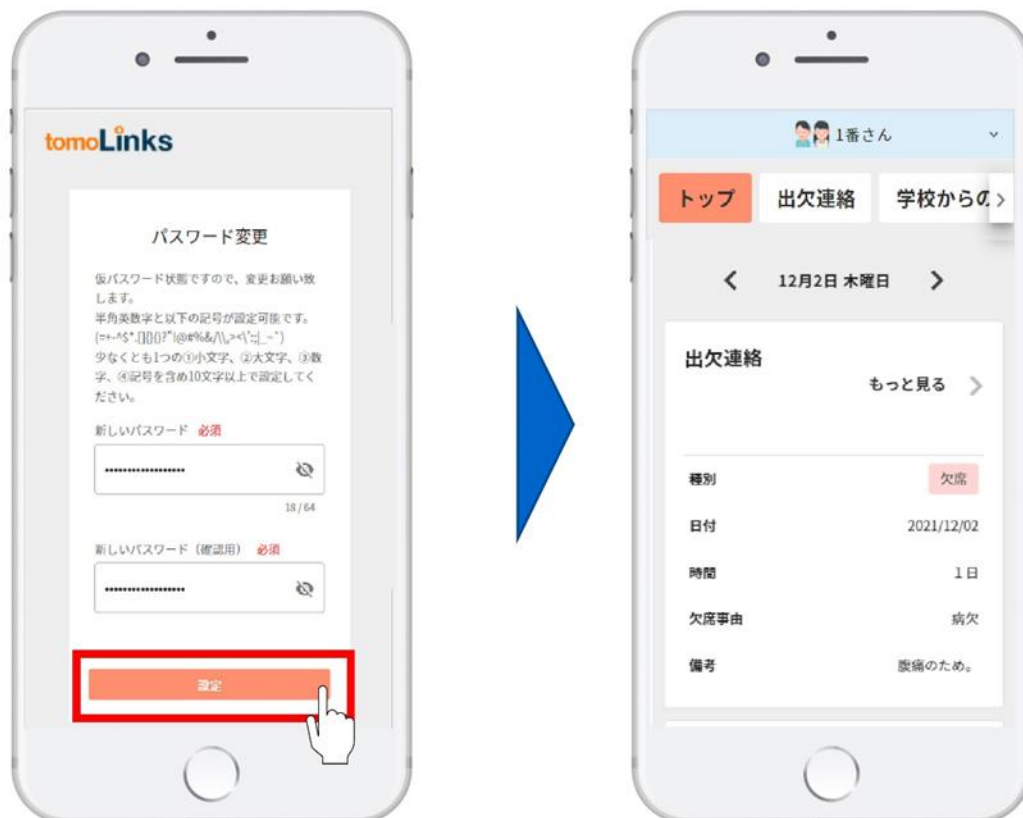 tomoLinks
パスワード変更
仮パスワード状態ですので、変更お願い致
します。
半角英数字と以下の記号が設定可能です。
少なくとも1つの①小文字、②大文字、③数
字、④記号を含め10文字以上で設定してく
ださい。
新しいパスワード 必須
••••••••••••••••••
18 / 64
新しいパスワード（確認用） 必須
••••••••••••••••••
設定
1番さん
トップ 出欠連絡 学校からの
12月2日 木曜日
出欠連絡
もっと見る
種別 欠席
日付 2021/12/02
時間 1日
欠席事由 病欠
備考 腹痛のため。